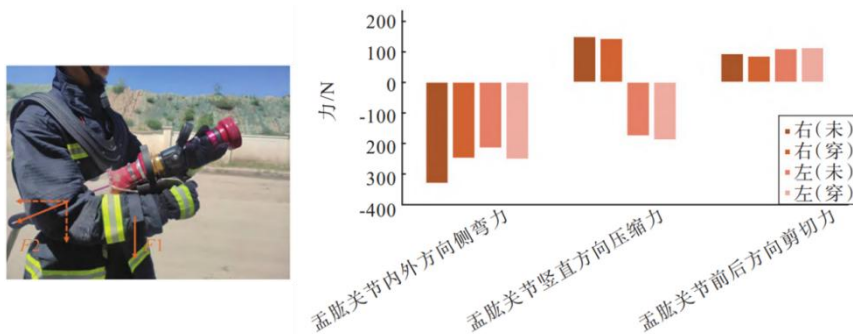 F2
F1
力/N
200
100
0
-100
200
300
-400
右(未)
右(穿)
左(未)
左(穿)
盂肱关节内外方向侧弯力
盂肱关节竖直方向压缩力
盂肱关节前后方向剪切力